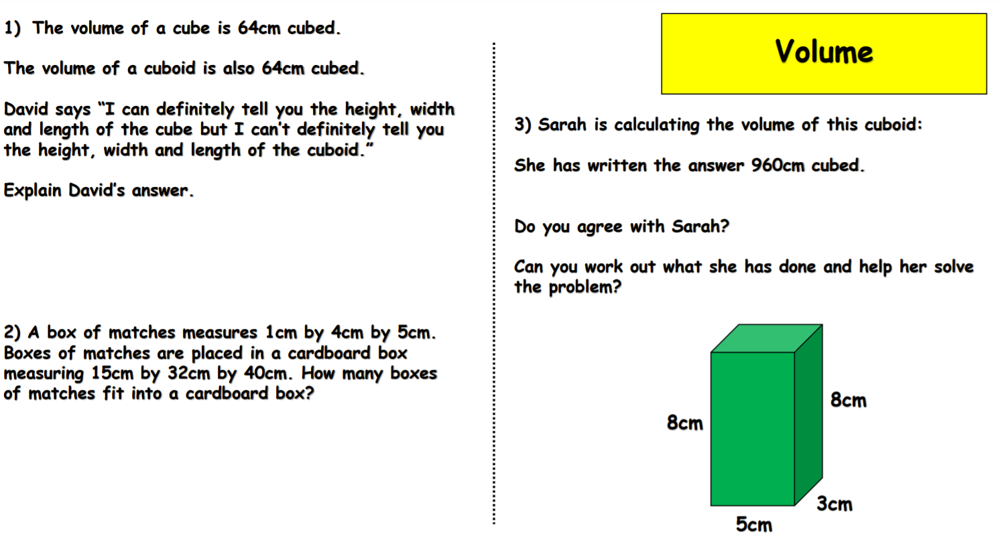 1) The volume of a cube is 64cm cubed.
The volume of a cuboid is also 64cm cubed.
David says “I can definitely tell you the height, width
and length of the cube but I can’t definitely tell you
the height, width and length of the cuboid.”
Explain David’s answer.
2) A box of matches measures 1cm by 4cm by 5cm.
Boxes of matches are placed in a cardboard box
measuring 15cm by 32cm by 40cm. How many boxes
of matches fit into a cardboard box?
Volume
3) Sarah is calculating the volume of this cuboid:
She has written the answer 960cm cubed.
Do you agree with Sarah?
Can you work out what she has done and help her solve
the problem?
8cm
8cm
3cm
5cm